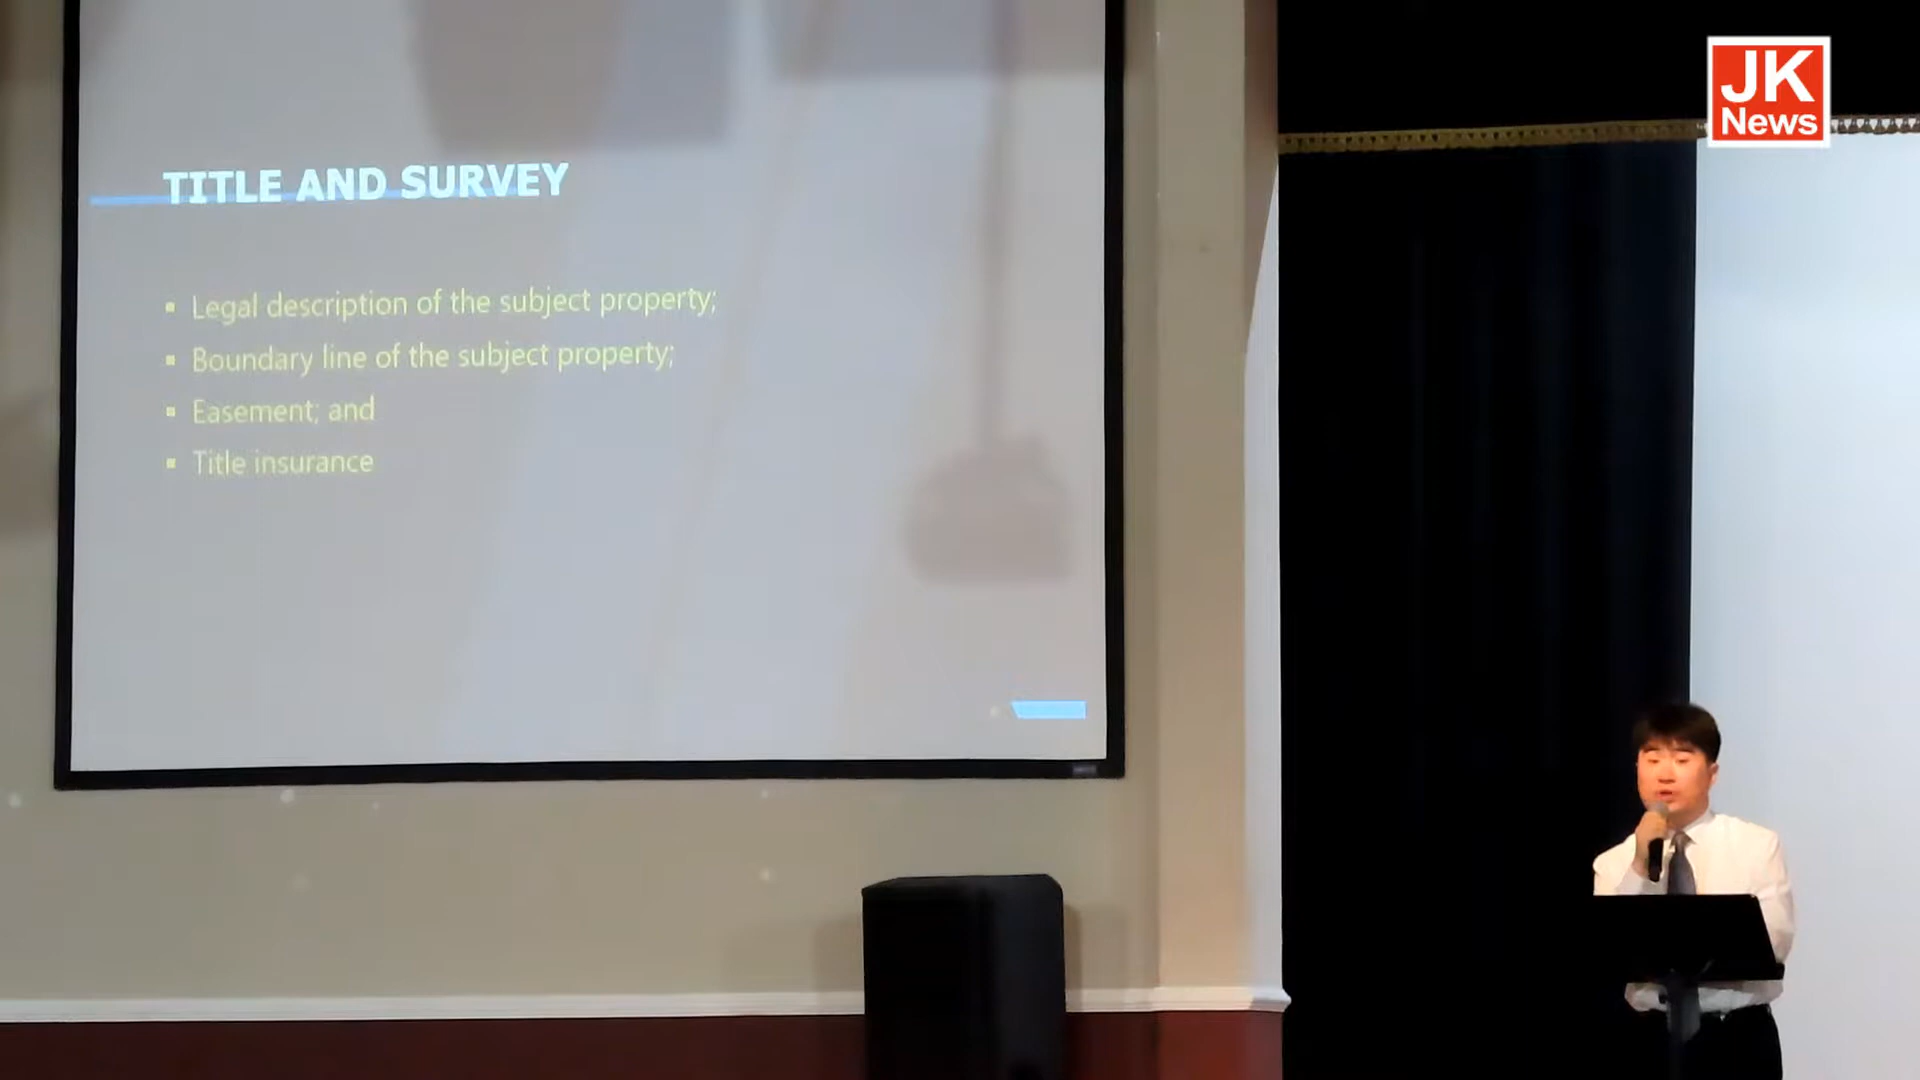 TITLE AND SURVEY
▪ Legal description of the subject property;
▪ Boundary line of the subject property;
▪ Easement; and
▪ Title insurance
JK
News